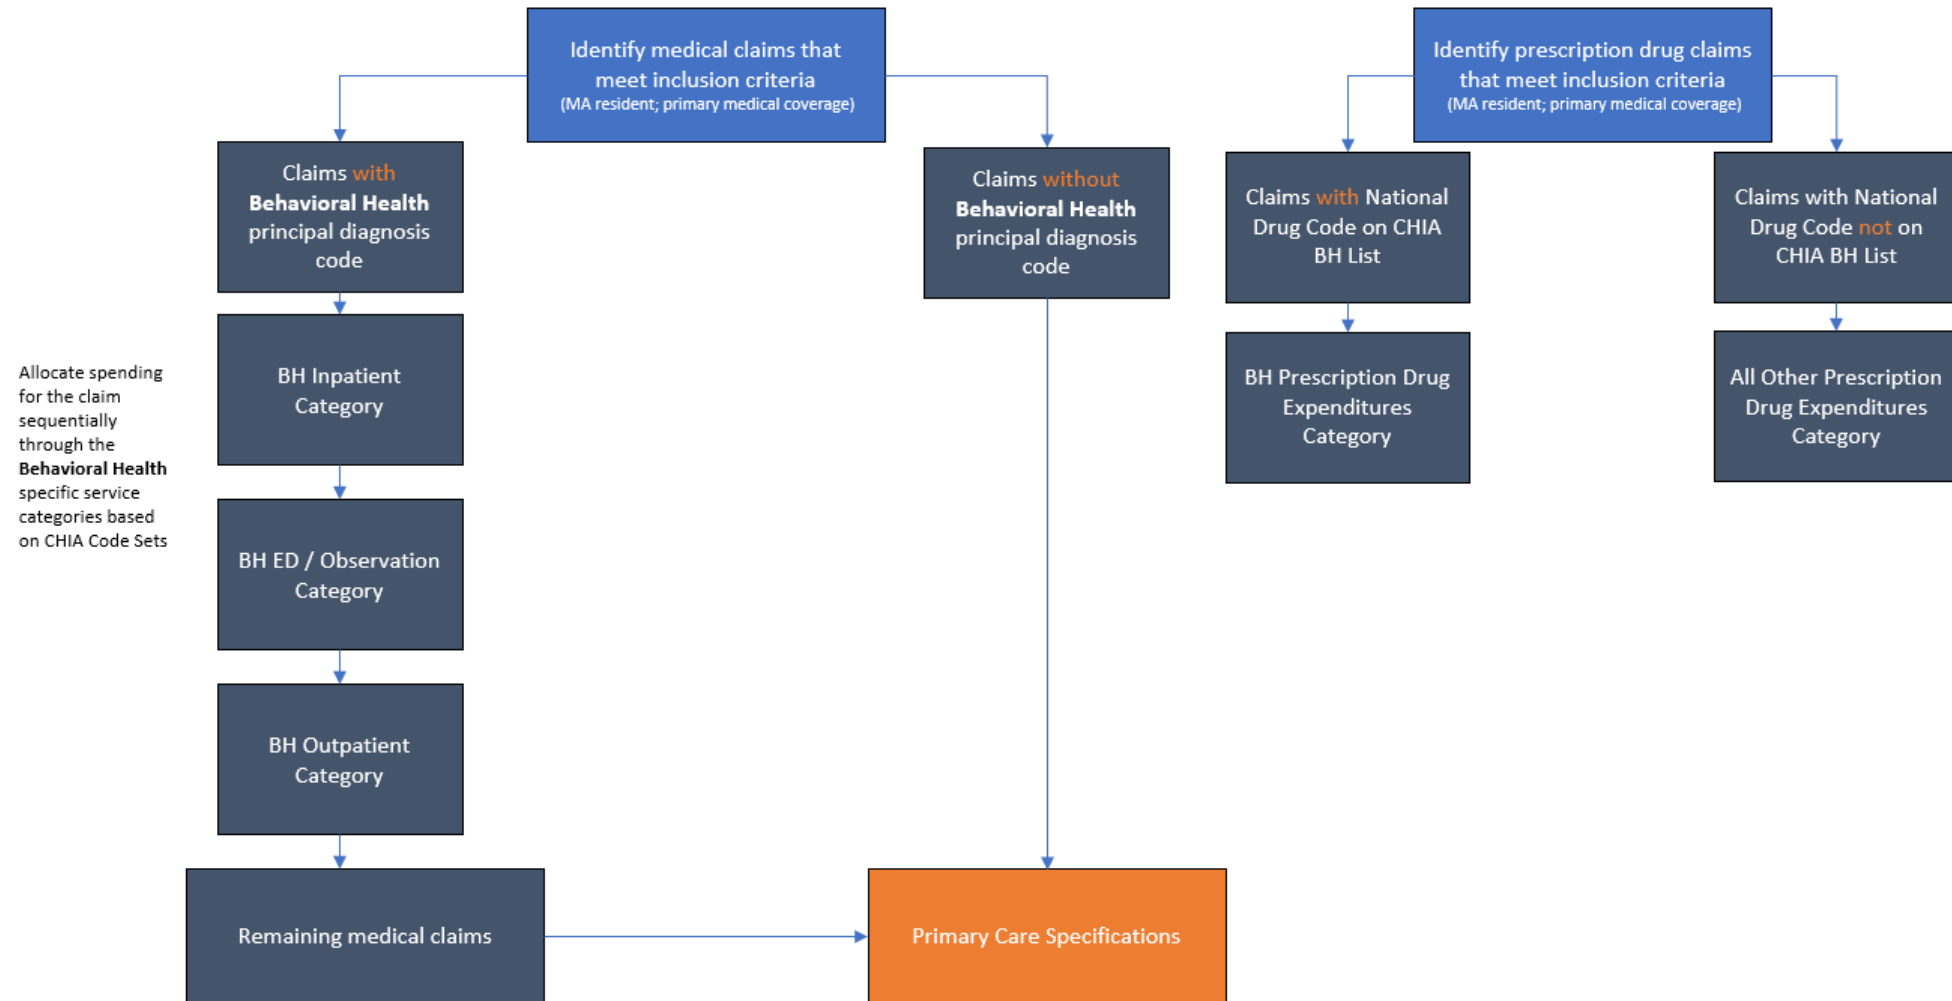 Identify medical claims that
meet inclusion criteria
(MA resident; primary medical coverage)
Identify prescription drug claims
that meet inclusion criteria
(MA resident; primary medical coverage)
Claims with
Behavioral Health
principal diagnosis
code
Claims without
Behavioral Health
principal diagnosis
code
Claims with National
Drug Code on CHIA
BH List
Claims with National
Drug Code not on
CHIA BH List
Allocate spending
for the claim
sequentially
through the
Behavioral Health
specific service
categories based
on CHIA Code Sets
BH Inpatient
Category
BH Prescription Drug
Expenditures
Category
All Other Prescription
Drug Expenditures
Category
BH ED / Observation
Category
BH Outpatient
Category
Remaining medical claims
Primary Care Specifications